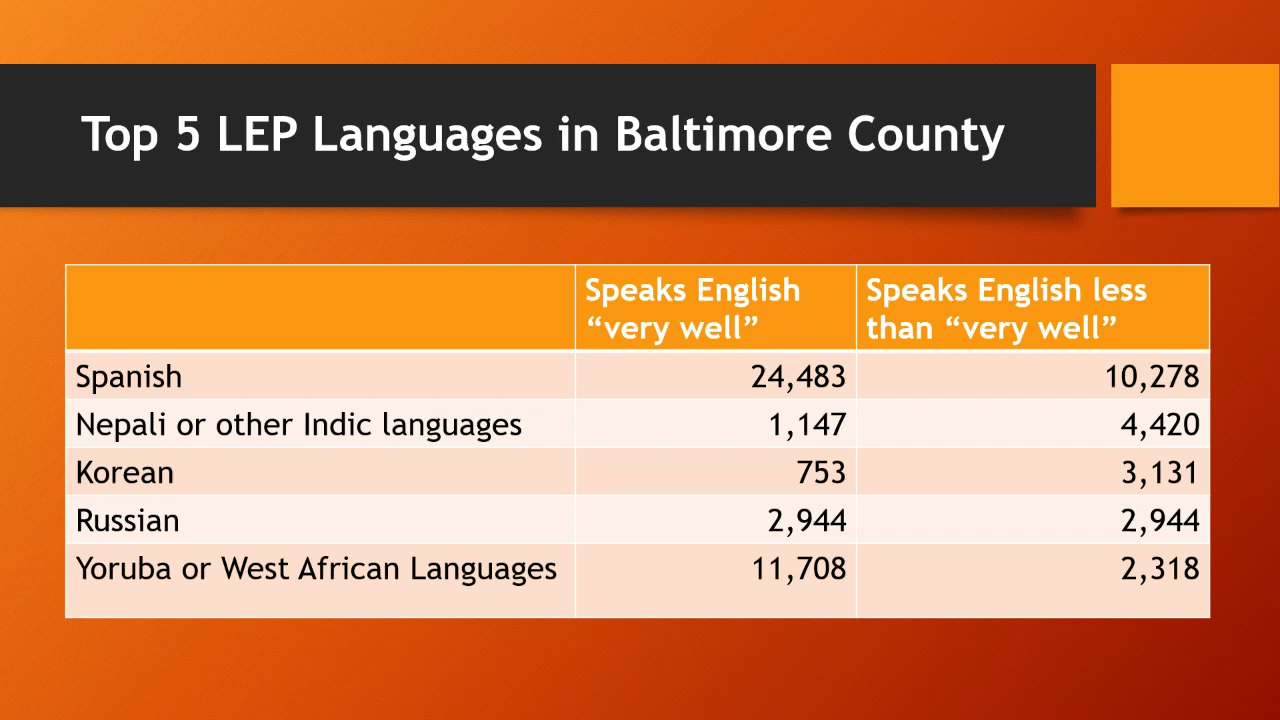 Top 5 LEP Languages in Baltimore County
Speaks English “very well” Speaks English less than “very well”
Spanish 24,483 10,278
Nepali or other Indic languages 1,147 4,420
Korean 753 3,131
Russian 2,944 2,944
Yoruba or West African Languages 11,708 2,318